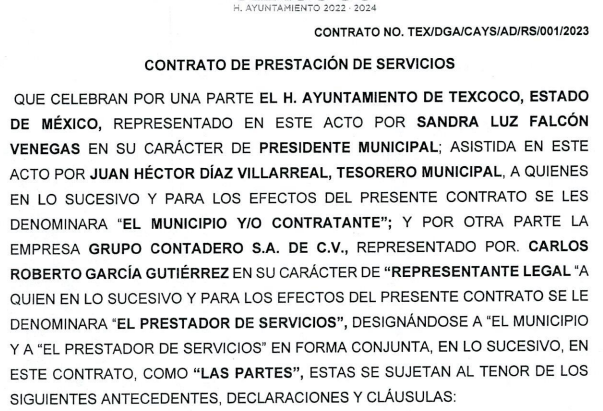 H. AYUNTAMIENTO 2022 - 2024
CONTRATO NO. TEX/DGA/CAYS/AD/RS/001/2023
CONTRATO DE PRESTACIÓN DE SERVICIOS
QUE CELEBRAN POR UNA PARTE EL H. AYUNTAMIENTO DE TEXCOCO, ESTADO
DE MÉXICO, REPRESENTADO EN ESTE ACTO POR SANDRA LUZ FALCÓN
VENEGAS EN SU CARÁCTER DE PRESIDENTE MUNICIPAL; ASISTIDA EN ESTE
ACTO POR JUAN HÉCTOR DÍAZ VILLARREAL, TESORERO MUNICIPAL, A QUIENES
EN LO SUCESIVO Y PARA LOS EFECTOS DEL PRESENTE CONTRATO SE LES
DENOMINARA “EL MUNICIPIO Y/O CONTRATANTE”; Y POR OTRA PARTE LA
EMPRESA GRUPO CONTADERO S.A. DE C.V., REPRESENTADO POR. CARLOS
ROBERTO GARCÍA GUTIÉRREZ EN SU CARÁCTER DE “REPRESENTANTE LEGAL “A
QUIEN EN LO SUCESIVO Y PARA LOS EFECTOS DEL PRESENTE CONTRATO SE LE
DENOMINARA “EL PRESTADOR DE SERVICIOS”, DESIGNÁNDOSE A “EL MUNICIPIO
Y A “EL PRESTADOR DE SERVICIOS” EN FORMA CONJUNTA, EN LO SUCESIVO, EN
ESTE CONTRATO, COMO “LAS PARTES”, ESTAS SE SUJETAN AL TENOR DE LOS
SIGUIENTES ANTECEDENTES, DECLARACIONES Y CLÁUSULAS: